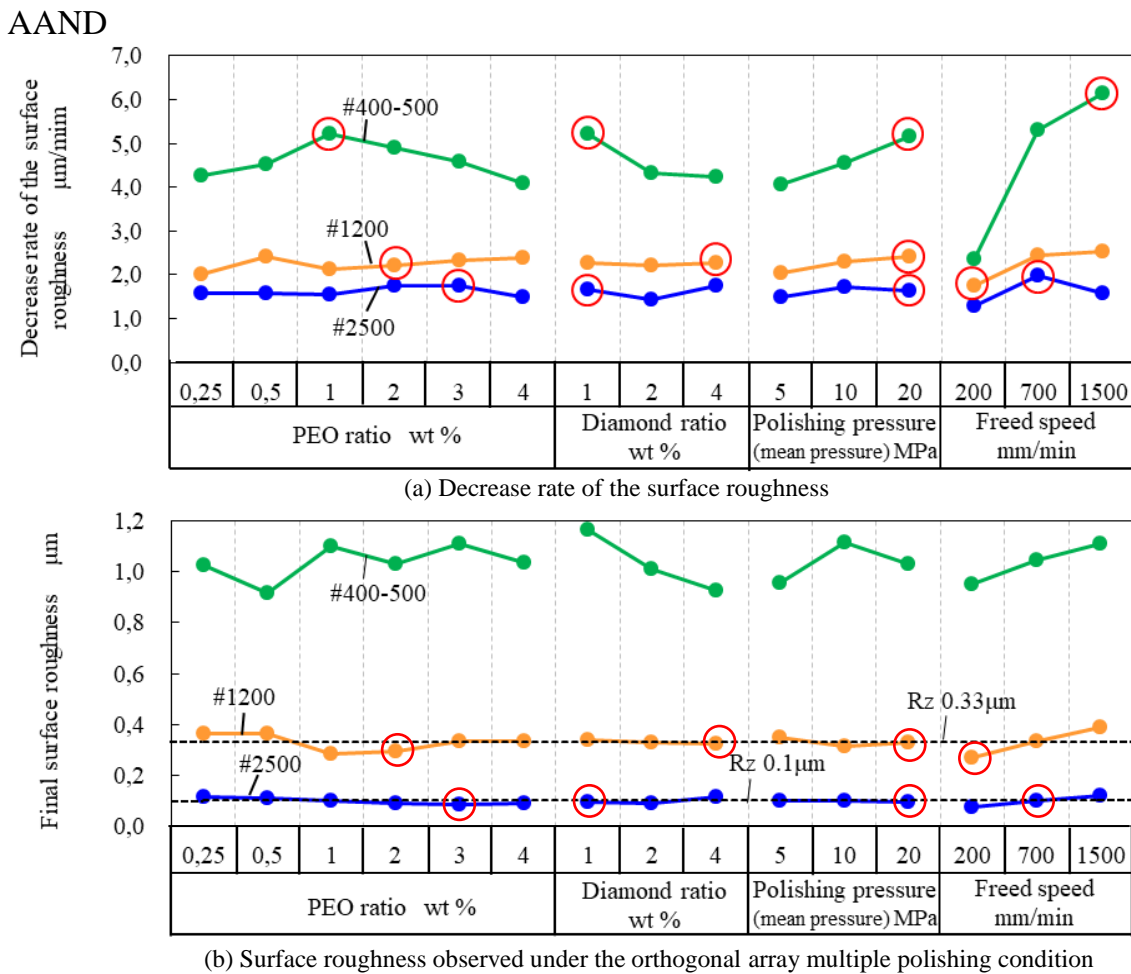 AAND
Decrease rate of the surface
roughness μm/mim
7,0
6,0
5,0
4,0
3,0
2,0
1,0
0,0
#400-500
#1200
#2500
0,25 0,5 1 2 3 4 1 2 4 5 10 20 200 700 1500
PEO ratio wt % Diamond ratio wt % Polishing pressure (mean pressure) MPa Freed speed mm/min
(a) Decrease rate of the surface roughness
Final surface roughness μm
1,2
1,0
0,8
0,6
0,4
0,2
0,0
#400-500
#1200
Rz 0.33μm
Rz 0.1μm
#2500
0,25 0,5 1 2 3 4 1 2 4 5 10 20 200 700 1500
PEO ratio wt % Diamond ratio wt % Polishing pressure (mean pressure) MPa Freed speed mm/min
(b) Surface roughness observed under the orthogonal array multiple polishing condition